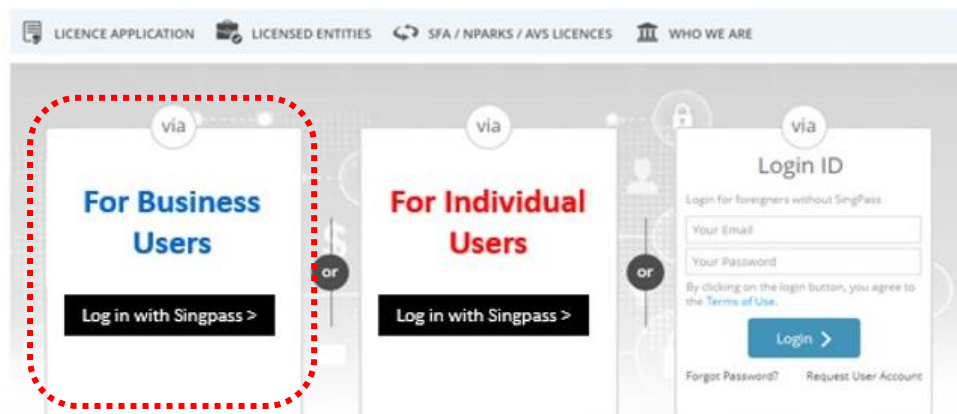 LICENCE APPLICATION LICENSED ENTITIES SFA / NPARKS / AVS LICENCES WHO WE ARE
via
For Business
Users
Log in with Singpass >
or
via
For Individual
Users
Log in with Singpass >
or
via
Login ID
Login for foreigners without SingPass
Your Email
Your Password
By clicking on the login button, you agree to
the Terms of Use.
Login >
Forgot Password? Request User Account